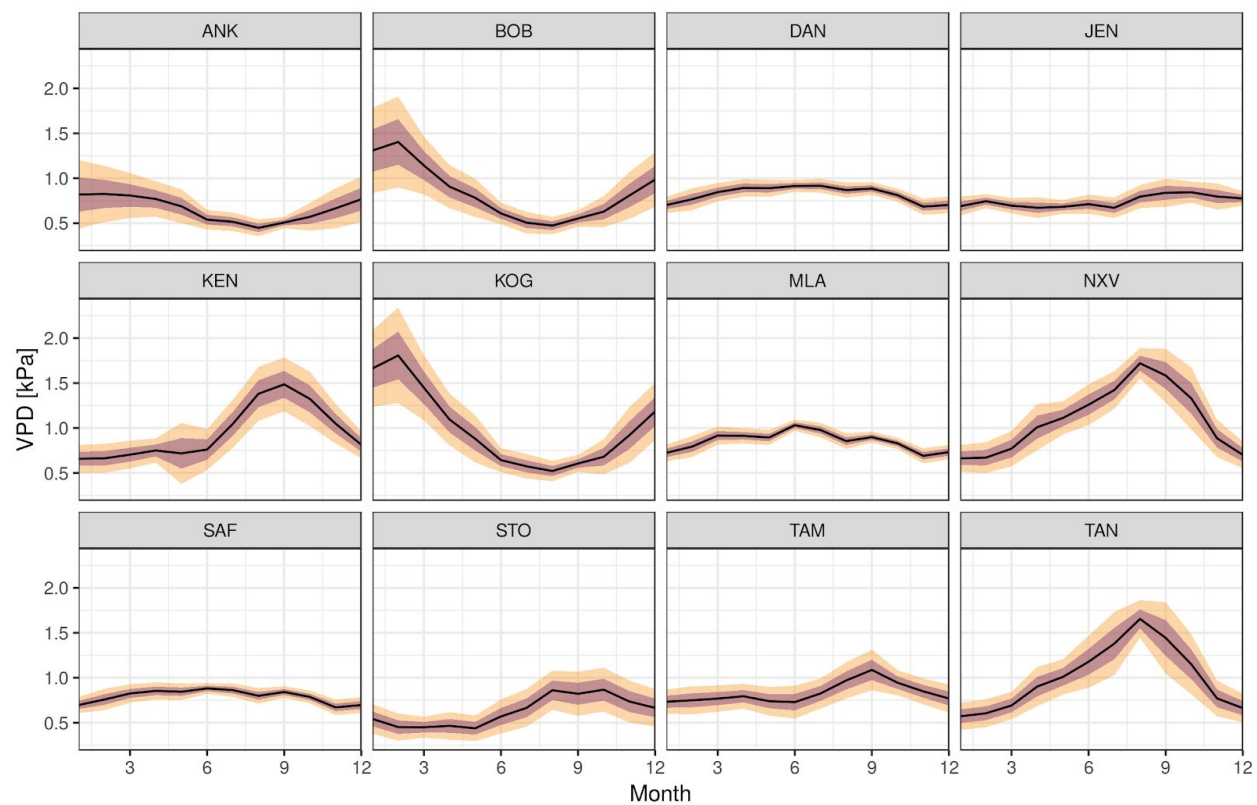 ANK BOB DAN JEN
2.0
1.5
1.0
0.5
KEN KOG MLA NXV
2.0
1.5
1.0
0.5
SAF STO TAM TAN
2.0
1.5
1.0
0.5
VPD [kPa]
3 6 9 12 3 6 9 12 3 6 9 12 3 6 9 12
Month